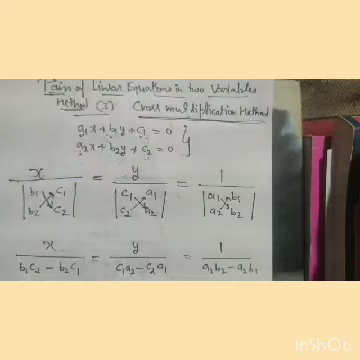 Pair of Linear Equations in two Variables
Method (X) Cross multiplication Method
a₁x + b₁y + c₁ = 0
a₂x + b₂y + c₂ = 0
x / |b₁ c₁ b₂ c₂| = y / |c₁ a₁ c₂ b₂| = 1 / |a₁ b₁ a₂ b₂|
x / b₁c₂ - b₂c₁ = y / c₁a₂ - c₂a₁ = 1 / a₁b₂ - a₂b₁
InShOt